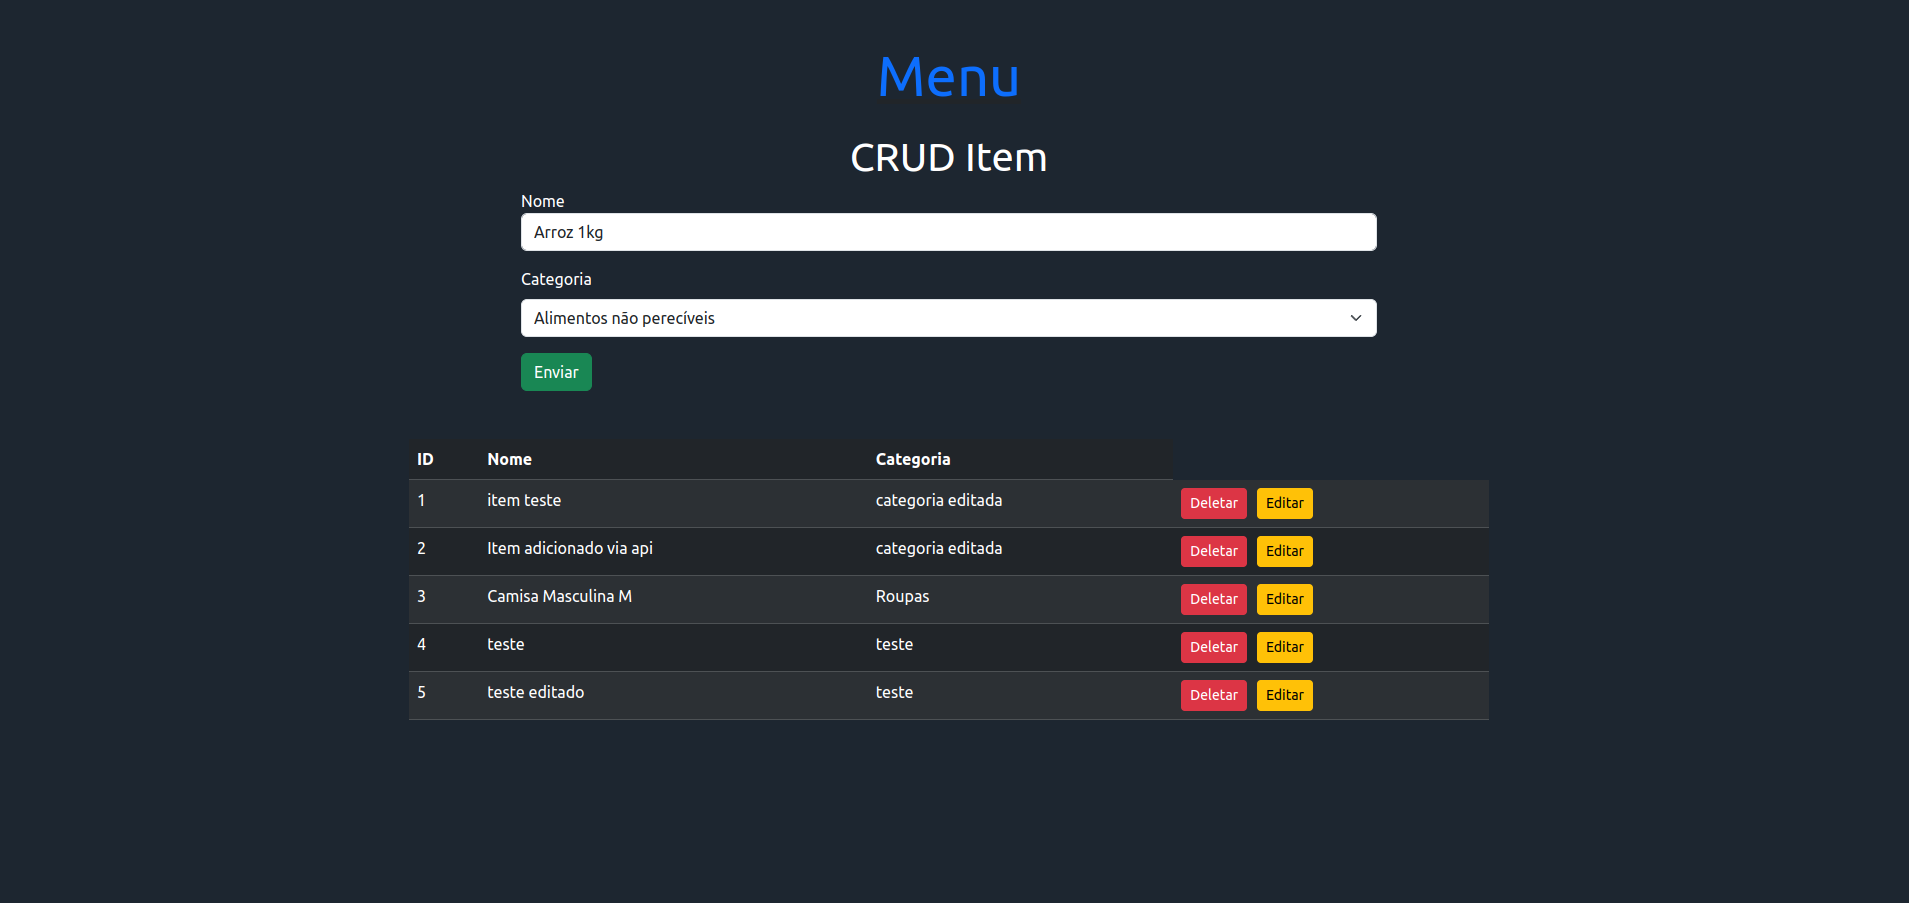 Menu
CRUD Item
Nome
Arroz 1kg
Categoria
Alimentos não perecíveis
Enviar
ID Nome Categoria
1 item teste categoria editada Deletar Editar
2 Item adicionado via api categoria editada Deletar Editar
3 Camisa Masculina M Roupas Deletar Editar
4 teste teste Deletar Editar
5 teste editado teste Deletar Editar